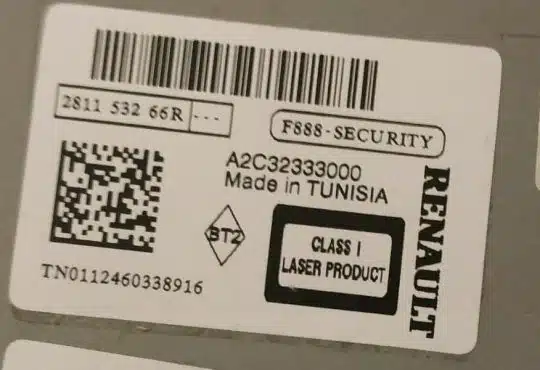 2811 532 66R ---
F888-SECURITY
A2C32333000
Made in TUNISIA
BT2
CLASS I
LASER PRODUCT
RENAULT
TN0112460338916